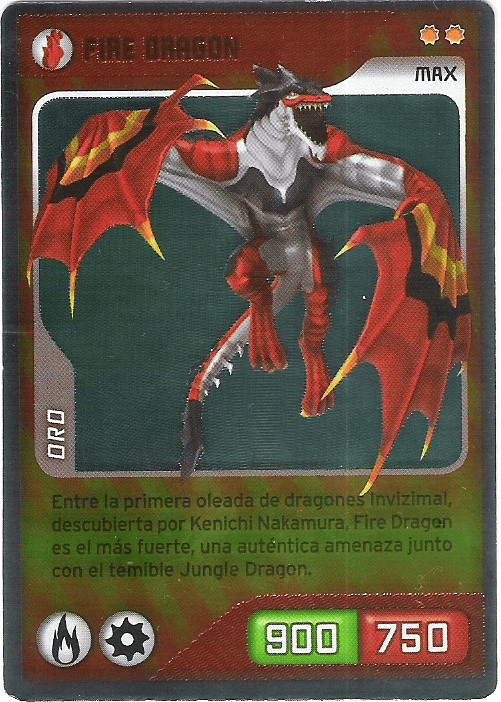 FIRE DRAGON
MAX
ORO
Entre la primera oleada de dragones Invizimal,
descubierta por Kenichi Nakamura, Fire Dragon
es el más fuerte, una auténtica amenaza junto
con el temible Jungle Dragon.
900 750